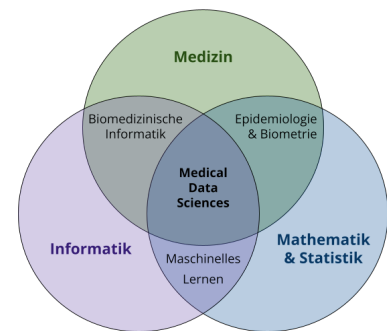 Medizin
Biomedizinische
Informatik
Epidemiologie
& Biometrie
Medical
Data
Sciences
Informatik
Mathematik
& Statistik
Maschinelles
Lernen